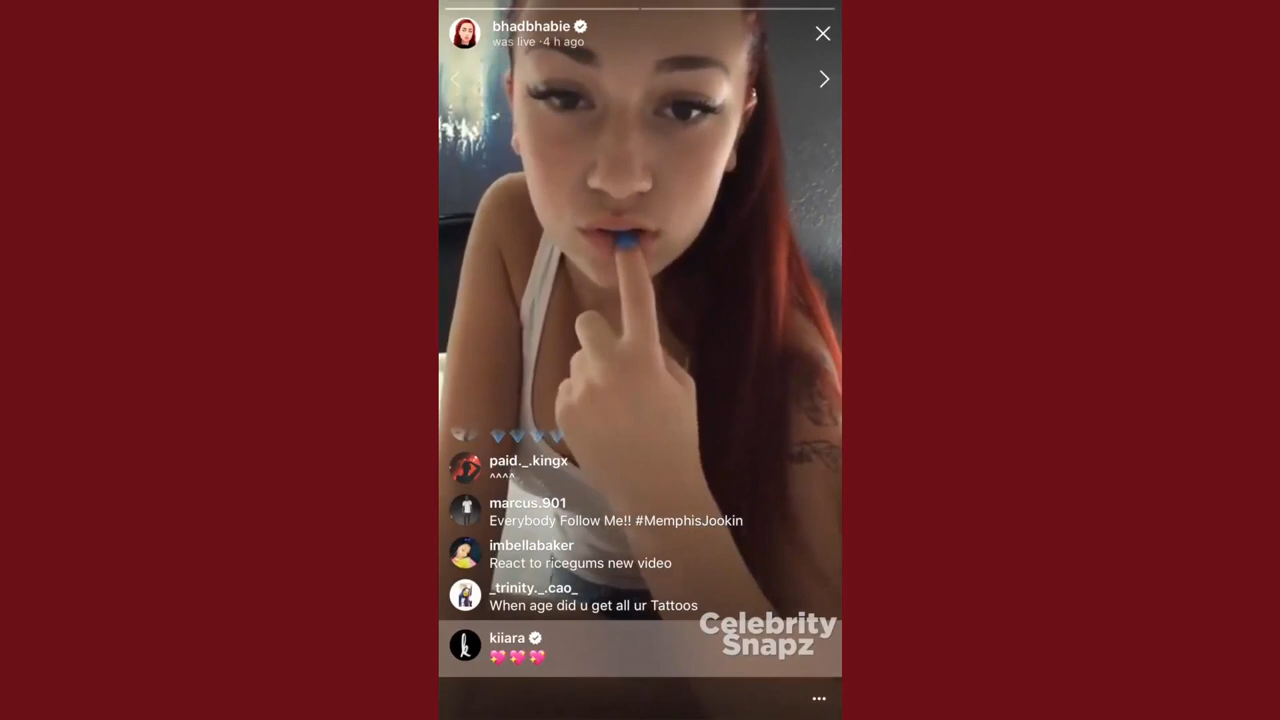 bhadbhabie
was live · 4 h ago
paid._.kingx
^^^^
marcus.901
Everybody Follow Me!! #MemphisJookin
imbellabaker
React to ricegums new video
_trinity._.cao_
When age did u get all ur Tattoos
kiiara
💖💖💖
k
Celebrity
Snapz